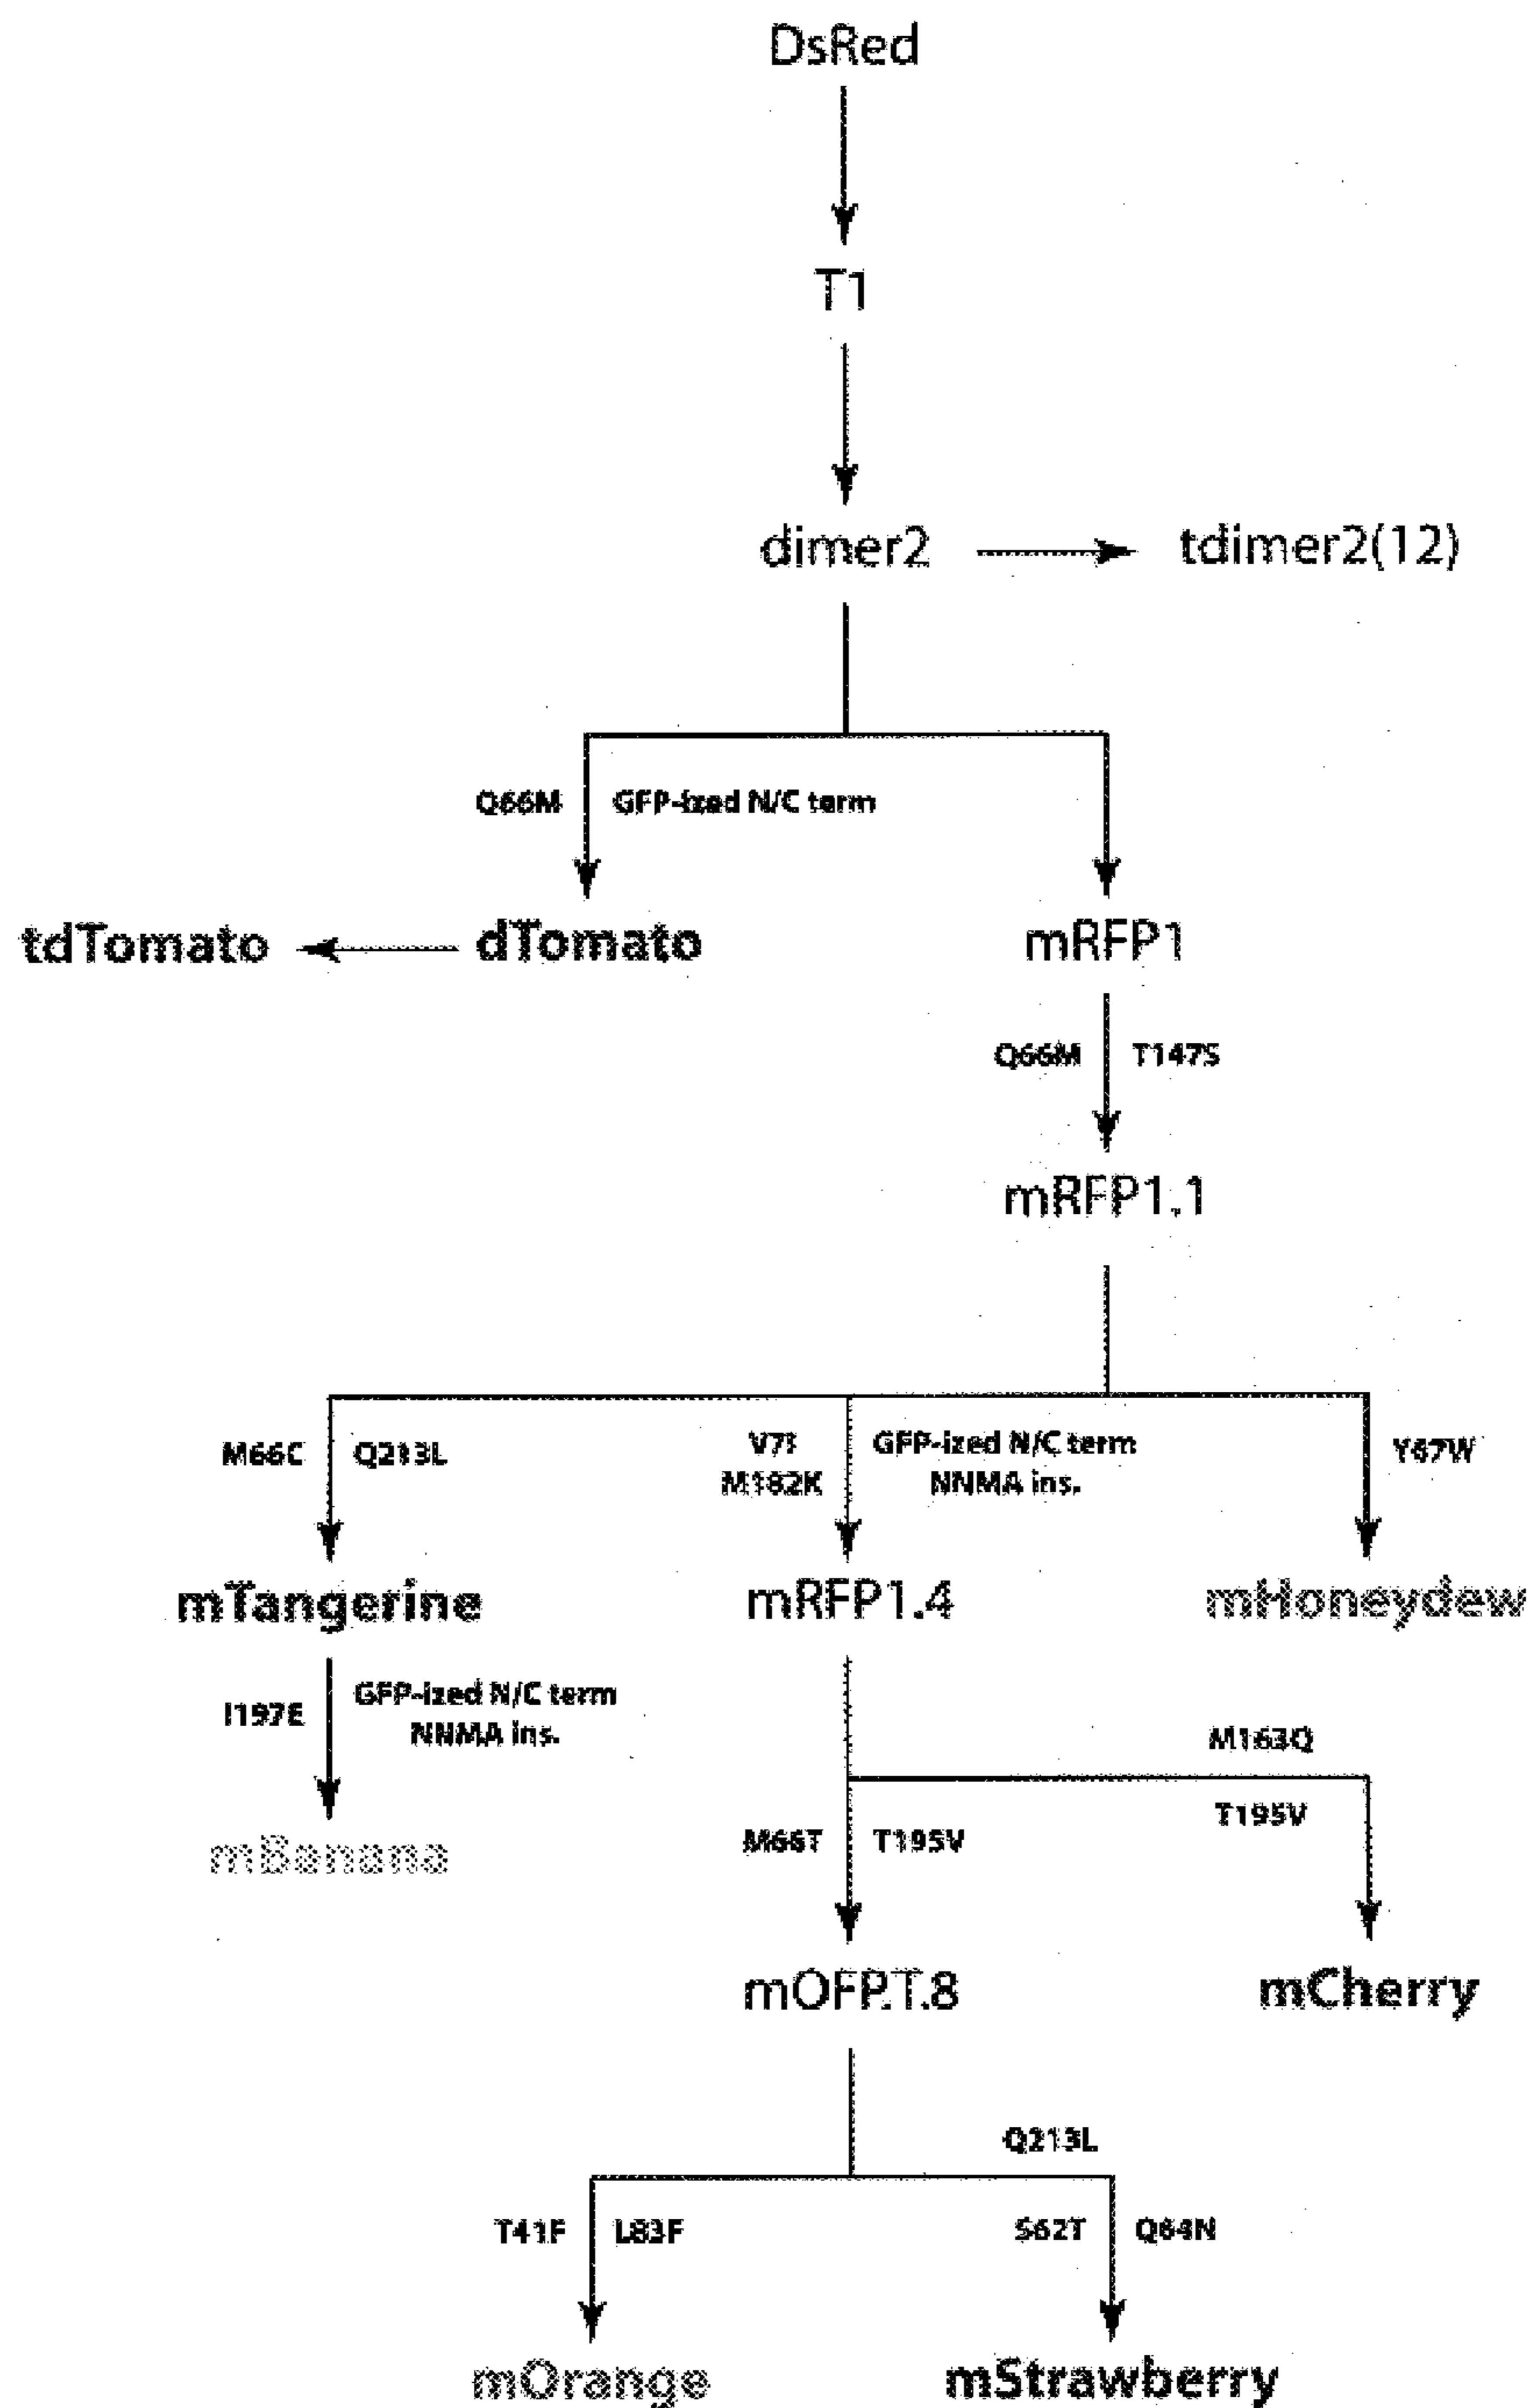 DsRed
T1
dimer2
tdimer2(12)
Q66M
GFP-ized N/C term
tdTomato
dTomato
mRFP1
Q66M
T147S
mRFP1.1
M66C
Q213L
V7I
M182K
GFP-ized N/C term
NNMA ins.
Y67W
mTangerine
mRFP1.4
mHoneydew
I197E
GFP-ized N/C term
NNMA ins.
M163Q
T195V
mBanana
M66T
T195V
mOFP.T.8
mCherry
Q213L
T41F
L83F
S62T
Q64N
mOrange
mStrawberry